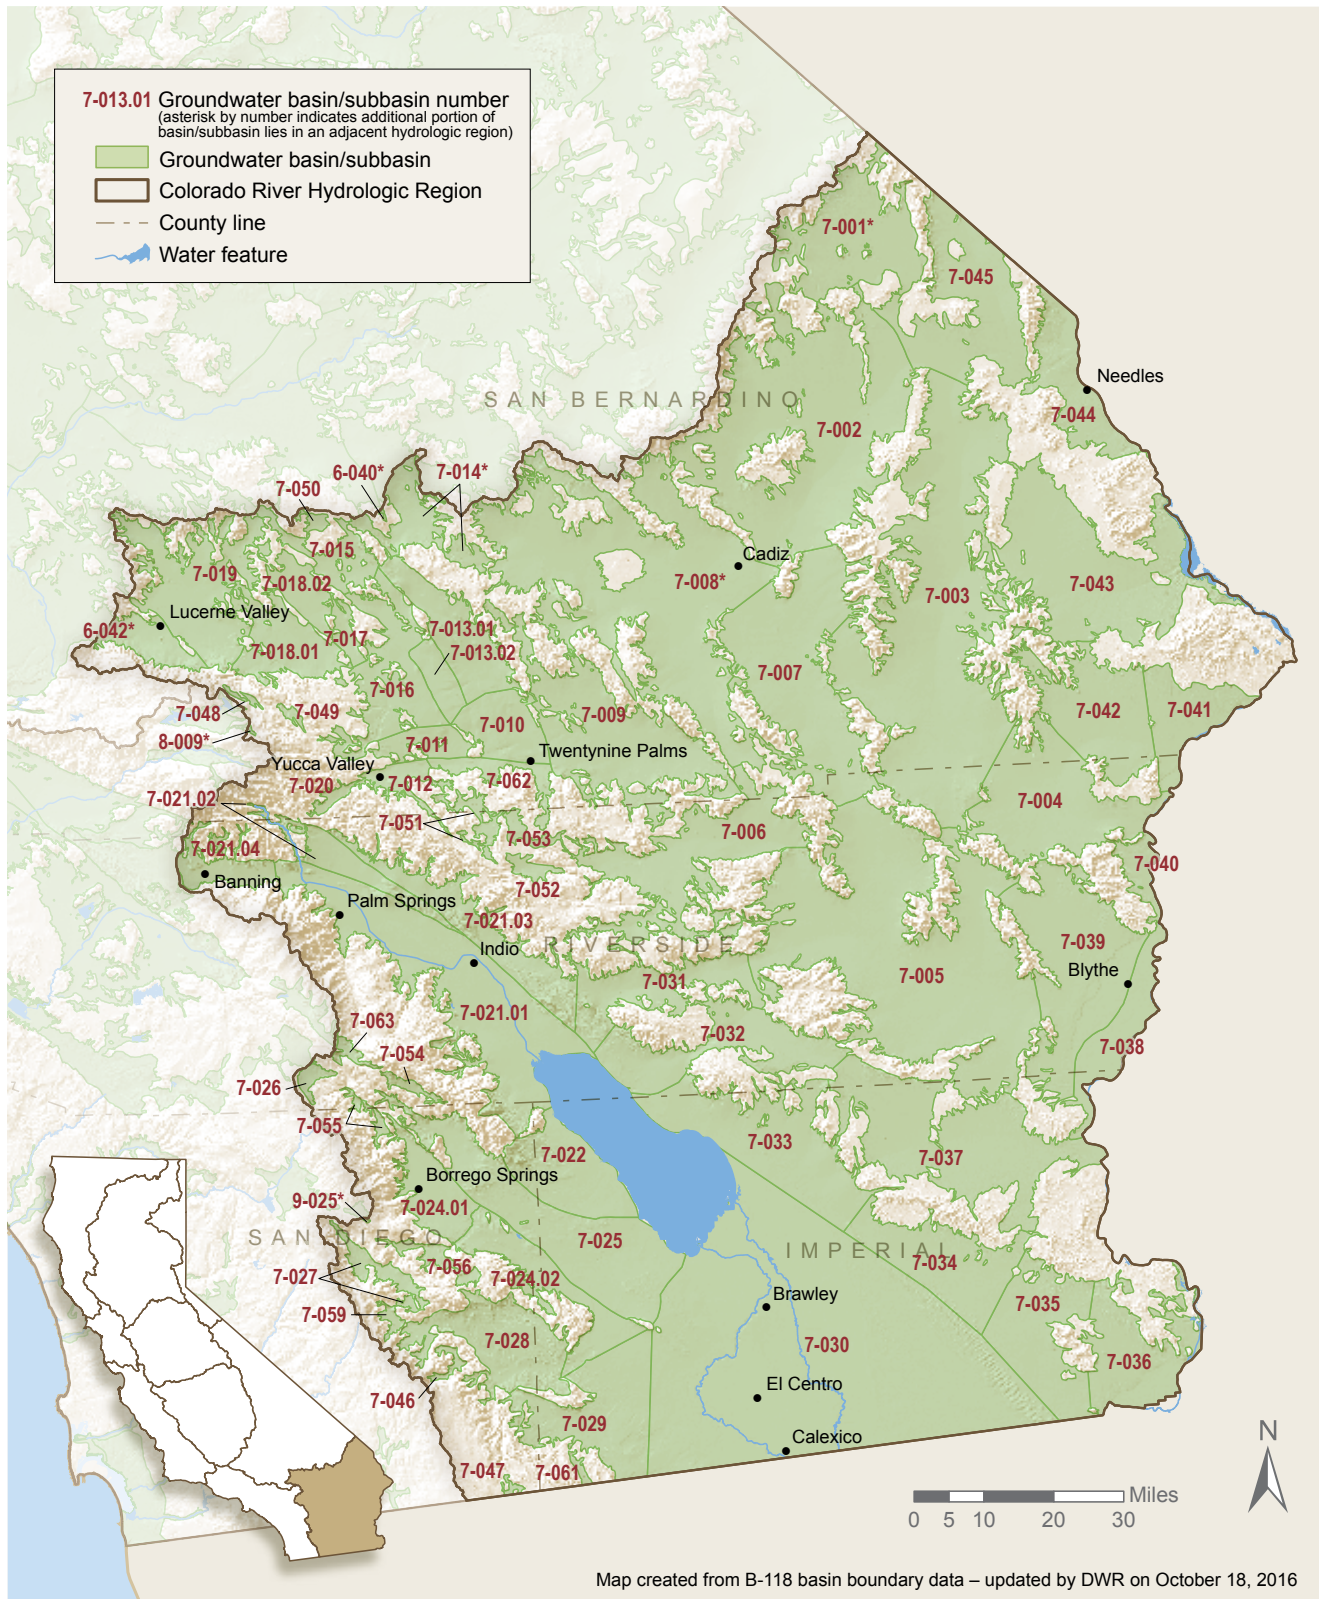 7-013.01 Groundwater basin/subbasin number
(asterisk by number indicates additional portion of
basin/subbasin lies in an adjacent hydrologic region)
Groundwater basin/subbasin
Colorado River Hydrologic Region
County line
Water feature
7-001*
7-045
Needles
SAN BERNARDINO
7-044
7-002
6-040*
7-014*
7-050
7-015
Cadiz
7-019
7-018.02
7-008*
7-043
7-003
Lucerne Valley
6-042*
7-017
7-013.01
7-018.01
7-013.02
7-007
7-016
7-048
7-049
7-010
7-009
7-042
7-041
8-009*
7-011
Twentynine Palms
Yucca Valley
7-020
7-012
7-062
7-021.02
7-004
7-051
7-053
7-006
7-021.04
7-040
Banning
7-052
Palm Springs
7-021.03
RIVERSIDE
7-039
Indio
7-031
7-005
Blythe
7-021.01
7-063
7-032
7-054
7-038
7-026
7-055
7-033
7-022
7-037
Borrego Springs
9-025*
7-024.01
SAN DIEGO
7-025
IMPERIAL
7-034
7-056
7-027
7-024.02
Brawley
7-059
7-035
7-028
7-030
7-036
El Centro
7-046
7-029
Calexico
7-047
7-061
N
Miles
0 5 10 20 30
Map created from B-118 basin boundary data – updated by DWR on October 18, 2016